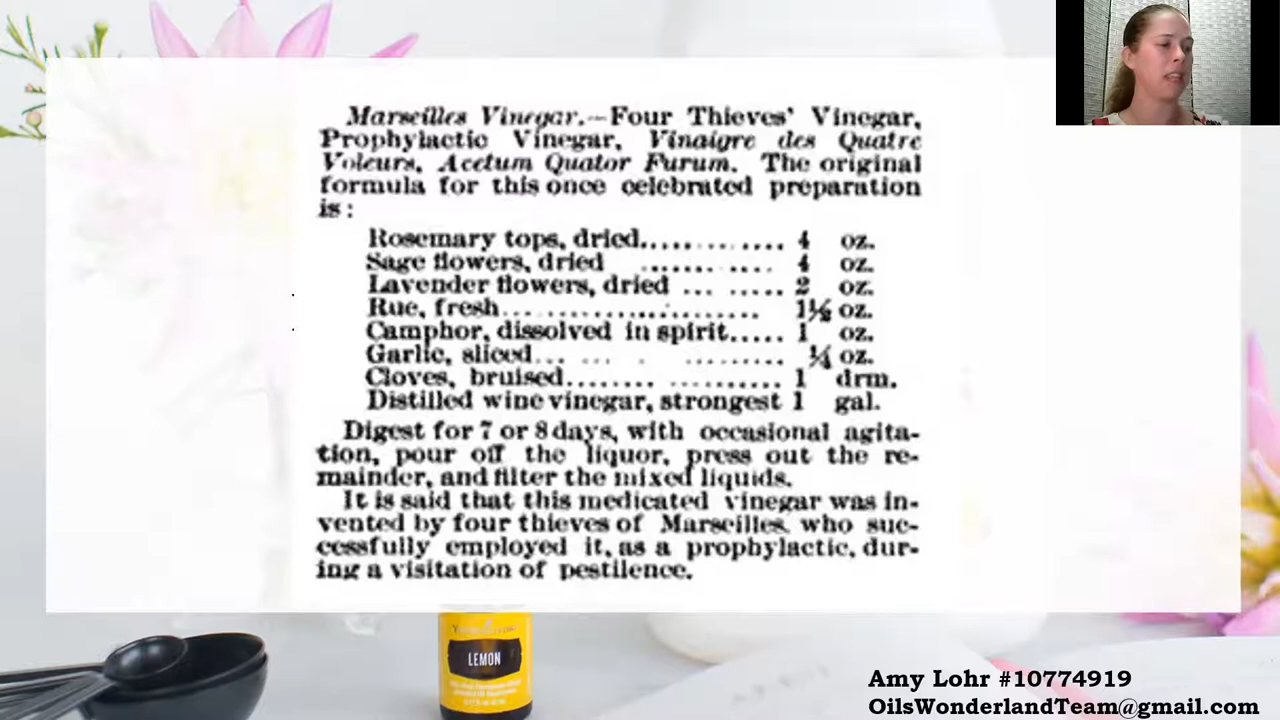 Marseilles Vinegar.—Four Thieves' Vinegar,
Prophylactic Vinegar, Vinaigre des Quatre
Voleurs, Acetum Quator Furum. The original
formula for this once celebrated preparation
is:
Rosemary tops, dried............... 4 oz.
Sage flowers, dried ........... 4 oz.
Lavender flowers, dried ... ..... 2 oz.
Rue, fresh.......................... 1½ oz.
Camphor, dissolved in spirit..... 1 oz.
Garlic, sliced... ... ......... ¼ oz.
Cloves, bruised........ .......... 1 drm.
Distilled wine vinegar, strongest 1 gal.
Digest for 7 or 8 days, with occasional agita-
tion, pour off the liquor, press out the re-
mainder, and filter the mixed liquids.
It is said that this medicated vinegar was in-
vented by four thieves of Marseilles, who suc-
cessfully employed it, as a prophylactic, dur-
ing a visitation of pestilence.
LEMON
Amy Lohr #10774919
OilsWonderlandTeam@gmail.com